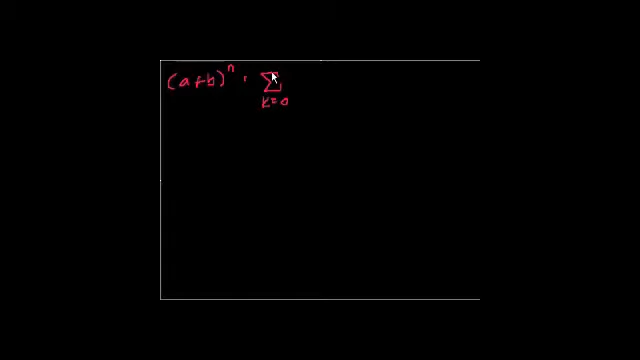 (a+b)^n = ∑
k=0